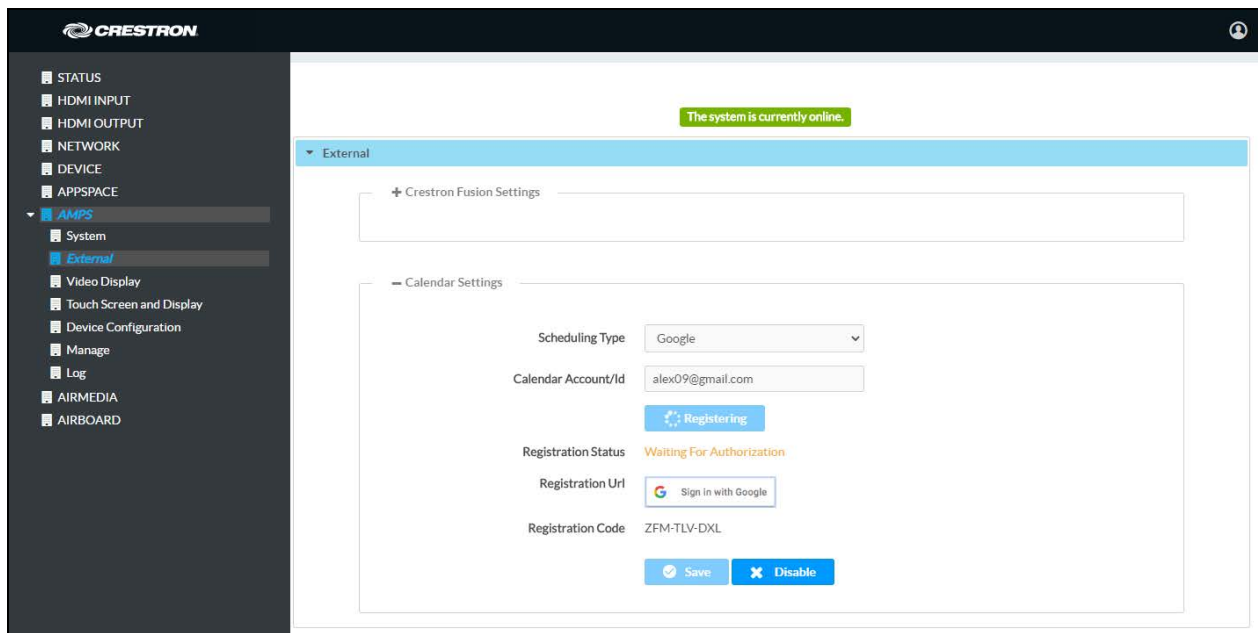 CRESTRON
STATUS
HDMI INPUT
HDMI OUTPUT
NETWORK
DEVICE
APPSPACE
AMPS
System
External
Video Display
Touch Screen and Display
Device Configuration
Manage
Log
AIRMEDIA
AIRBOARD
The system is currently online.
External
Crestron Fusion Settings
Calendar Settings
Scheduling Type Google
Calendar Account/Id alex09@gmail.com
Registering
Registration Status Waiting For Authorization
Registration Url Sign in with Google
Registration Code ZFM-TLV-DXL
Save Disable